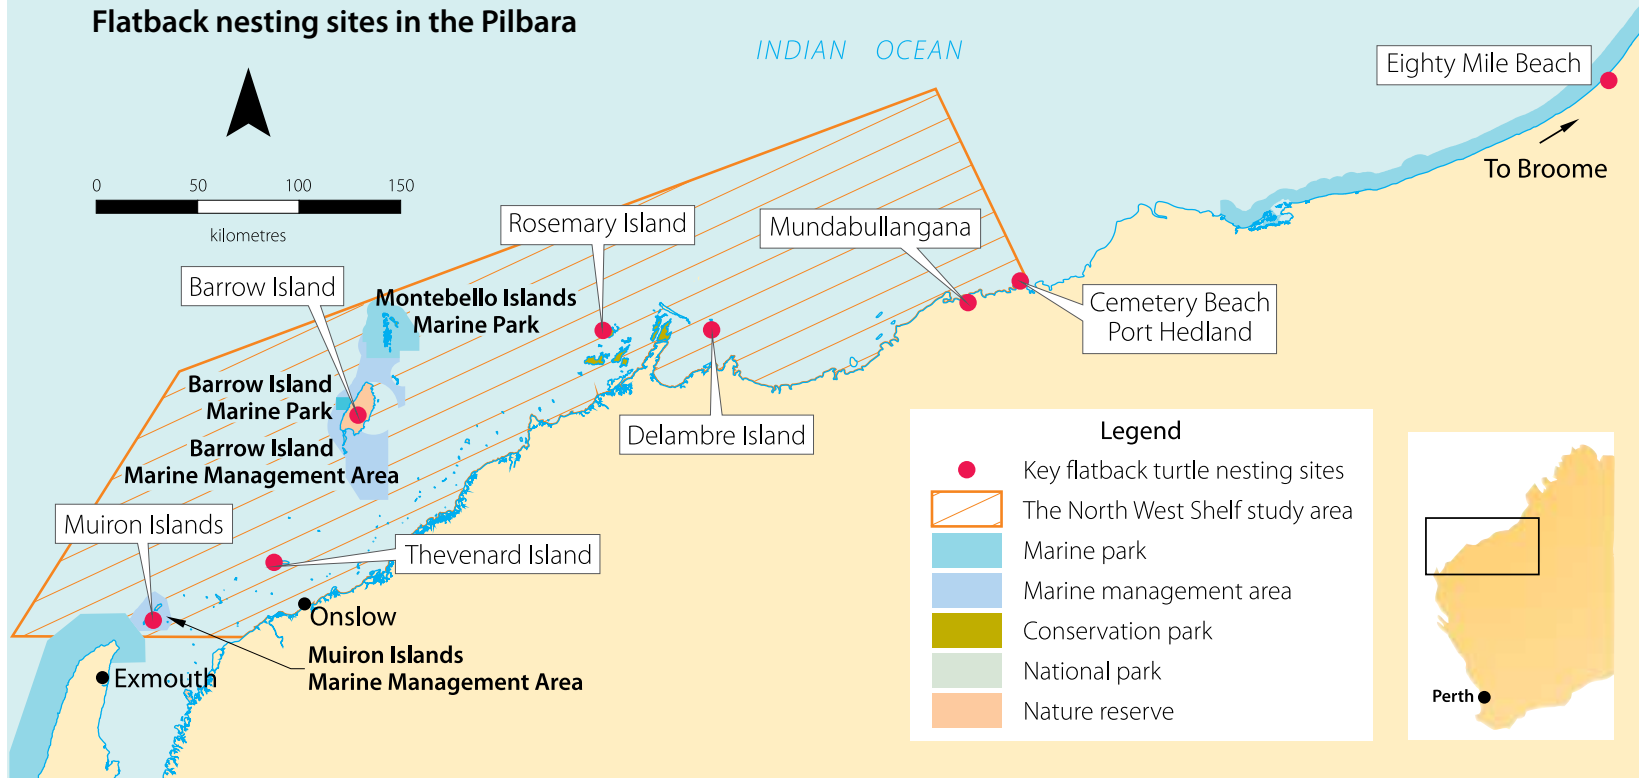 Flatback nesting sites in the Pilbara
INDIAN OCEAN
Eighty Mile Beach
To Broome
0 50 100 150
kilometres
Rosemary Island
Mundabullangana
Barrow Island
Montebello Islands
Marine Park
Cemetery Beach
Port Hedland
Barrow Island
Marine Park
Delambre Island
Barrow Island
Marine Management Area
Muiron Islands
Thevenard Island
Onslow
Muiron Islands
Marine Management Area
Exmouth
Legend
Key flatback turtle nesting sites
The North West Shelf study area
Marine park
Marine management area
Conservation park
National park
Nature reserve
Perth